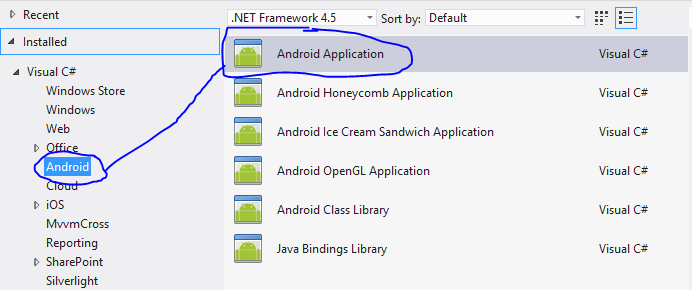 Recent
Installed
Visual C#
Windows Store
Windows
Web
Office
Android
Cloud
iOS
MvvmCross
Reporting
SharePoint
Silverlight
.NET Framework 4.5 Sort by: Default
Android Application Visual C#
Android Honeycomb Application Visual C#
Android Ice Cream Sandwich Application Visual C#
Android OpenGL Application Visual C#
Android Class Library Visual C#
Java Bindings Library Visual C#